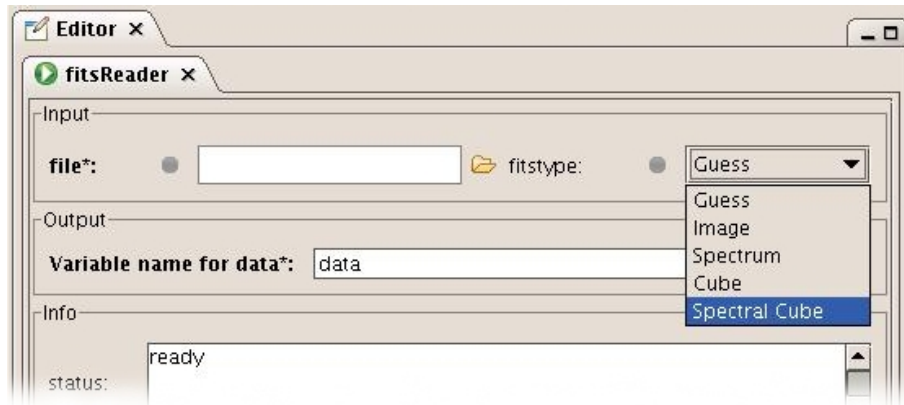 Editor
fitsReader
Input
file*: fitstype: Guess
Guess
Image
Spectrum
Cube
Spectral Cube
Output
Variable name for data*: data
Info
status: ready